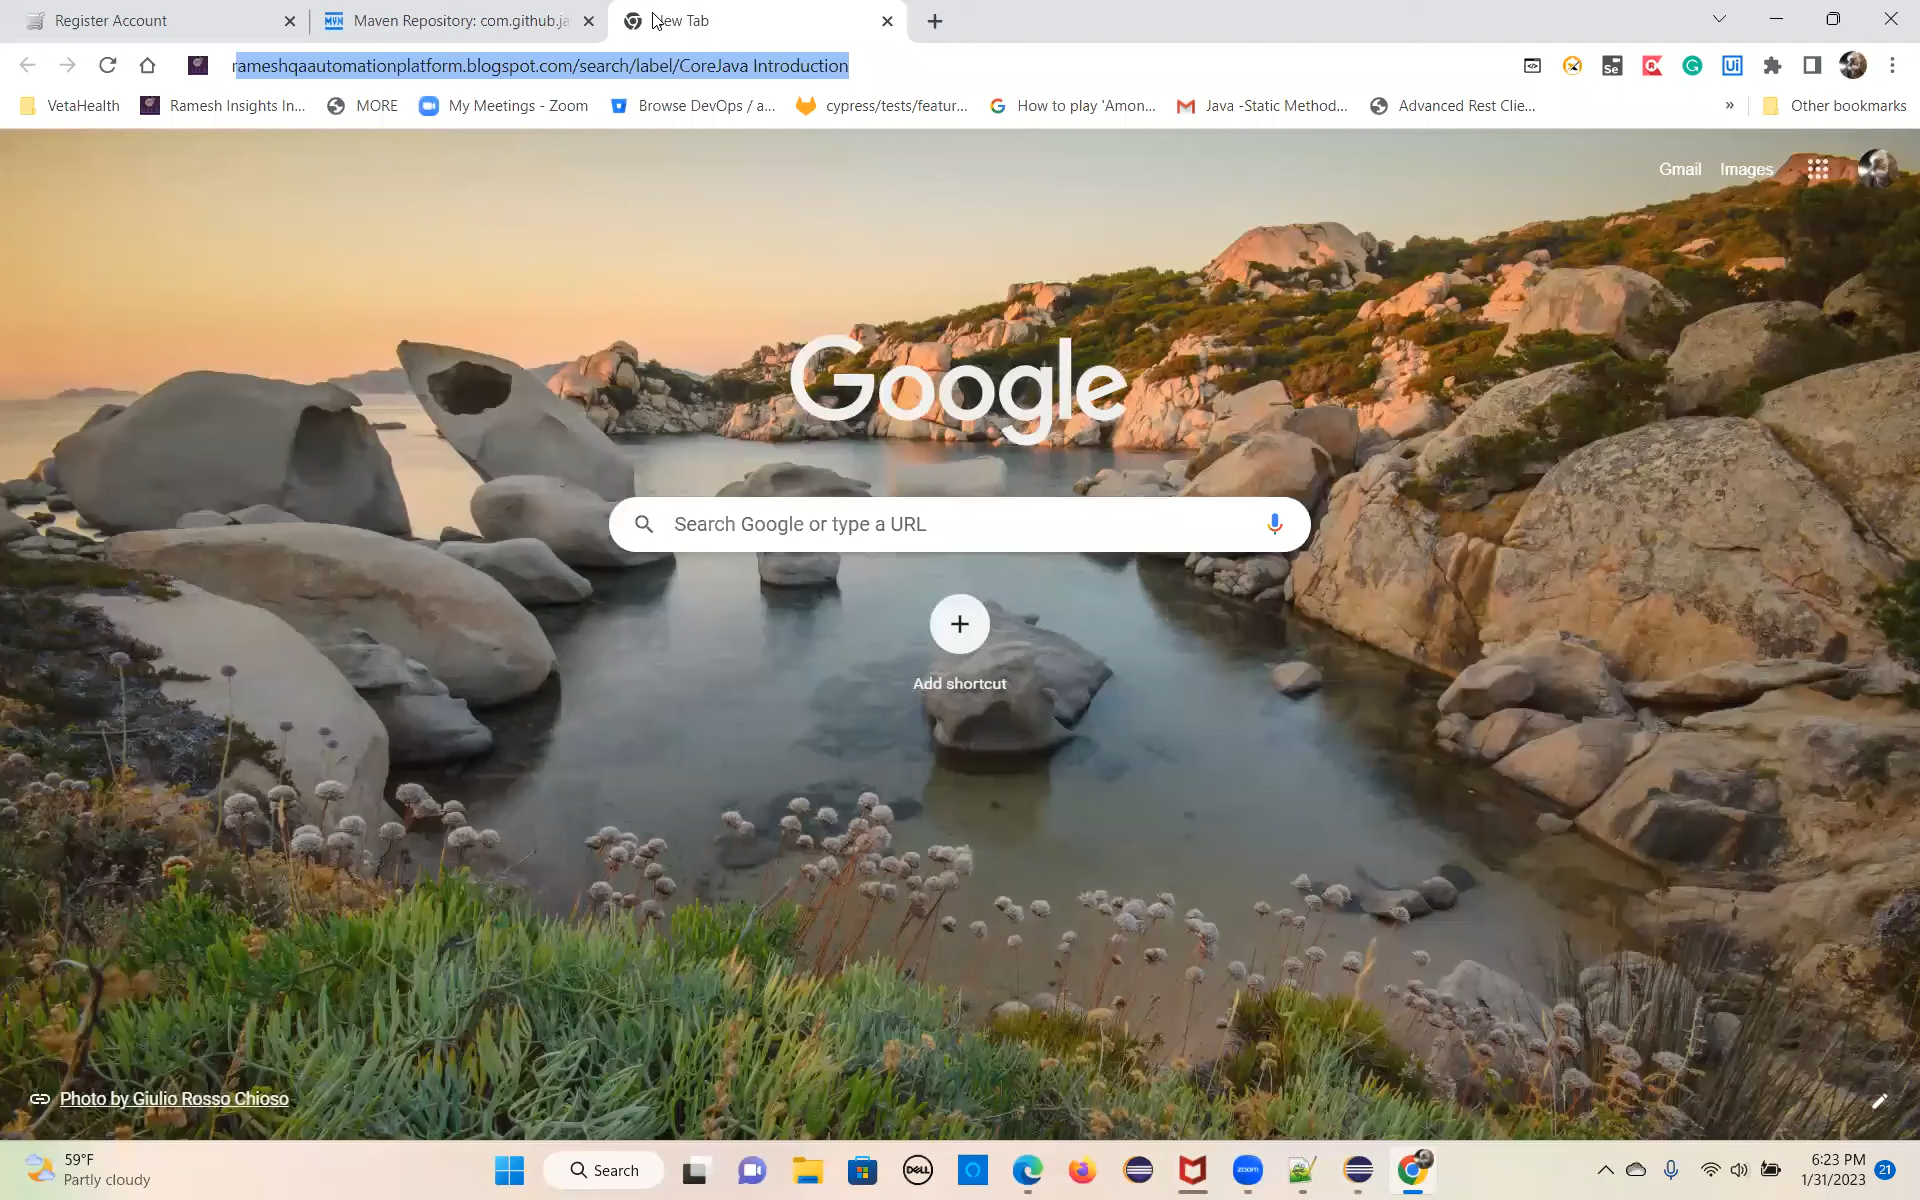 Register Account
Maven Repository: com.github.ja
New Tab
rameshqaautomationplatform.blogspot.com/search/label/CoreJava Introduction
VetaHealth
Ramesh Insights In...
MORE
My Meetings - Zoom
Browse DevOps / a...
cypress/tests/featur...
How to play 'Amon...
Java -Static Method...
Advanced Rest Clie...
»
Other bookmarks
Gmail
Images
Google
Search Google or type a URL
Add shortcut
Photo by Giulio Rosso Chioso
59°F
Partly cloudy
Search
DELL
zoom
6:23 PM
1/31/2023
21